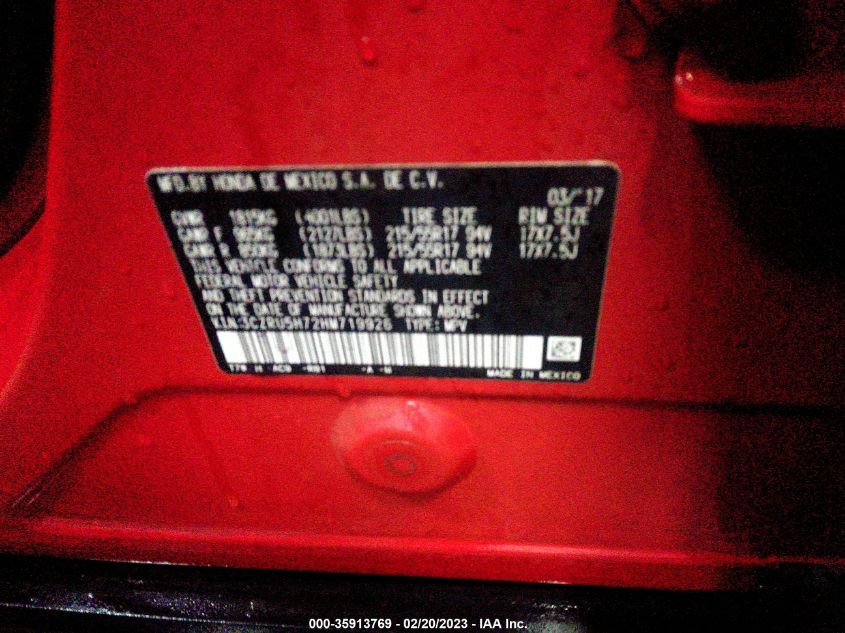 MFD.BY HONDA DE MEXICO S.A. DE C.V.
03/'17
GVWR 1815KG (4001LBS) TIRE SIZE RIM SIZE
GAWR F 965KG (2127LBS) 215/55R17 94V 17X7.5J
GAWR R 850KG (1873LBS) 215/55R17 94V 17X7.5J
THIS VEHICLE CONFORMS TO ALL APPLICABLE
FEDERAL MOTOR VEHICLE SAFETY
AND THEFT PREVENTION STANDARDS IN EFFECT
ON THE DATE OF MANUFACTURE SHOWN ABOVE.
V.I.N.:3CZRU5H72HM719926 TYPE: MPV
T7W H AC9 -R81 -A -M
MADE IN MEXICO
000-35913769 - 02/20/2023 - IAA Inc.